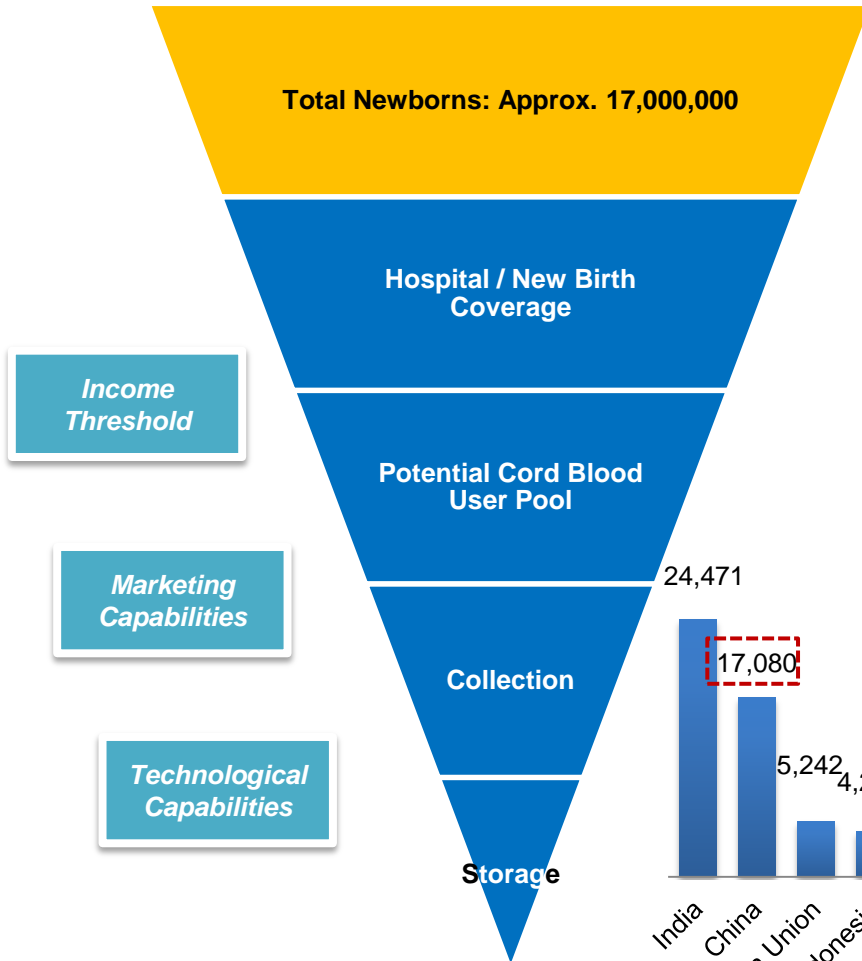 Total Newborns: Approx. 17,000,000
Hospital / New Birth
Coverage
Income
Threshold
Potential Cord Blood
User Pool
Marketing
Capabilities
Collection
Technological
Capabilities
Storage
24,471
17,080
5,242
India
China
Union